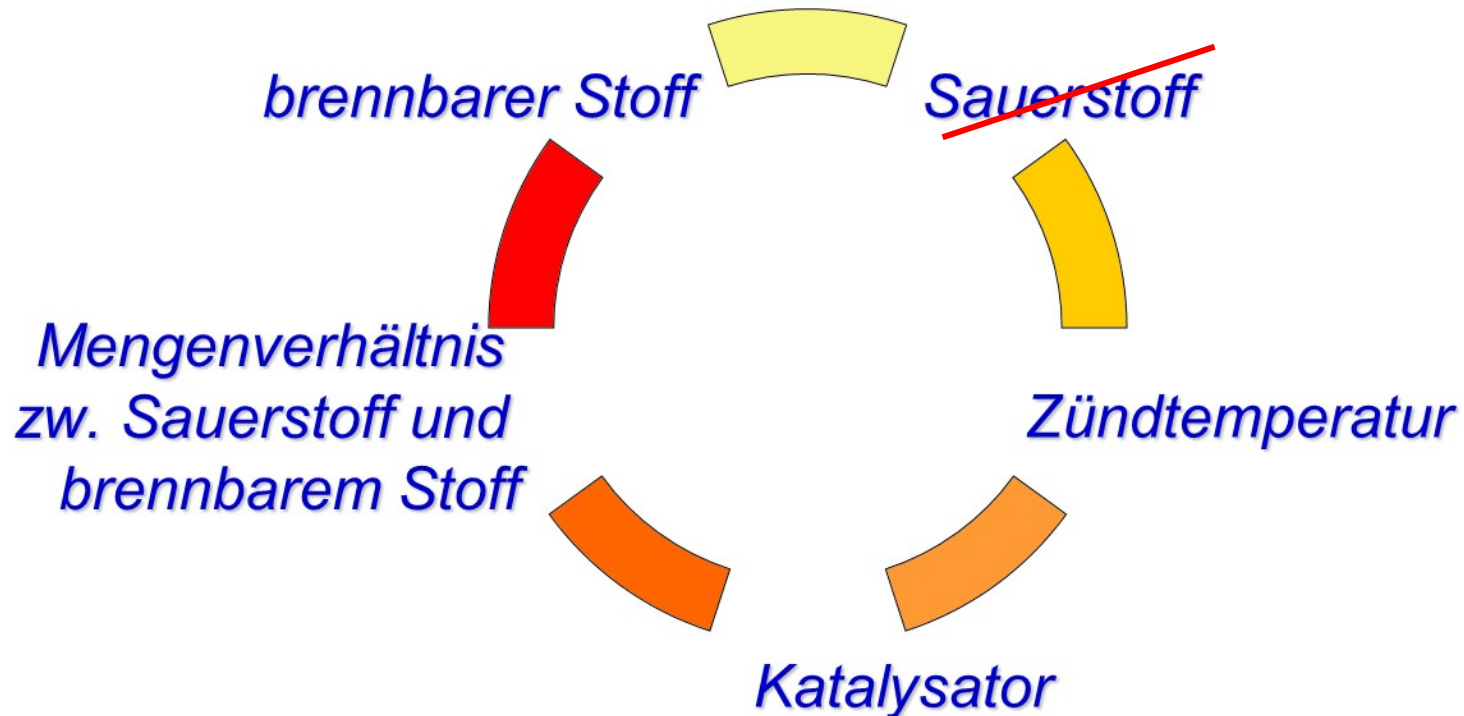 brennbarer Stoff
Sauerstoff
Mengenverhältnis
zw. Sauerstoff und
brennbarem Stoff
Zündtemperatur
Katalysator